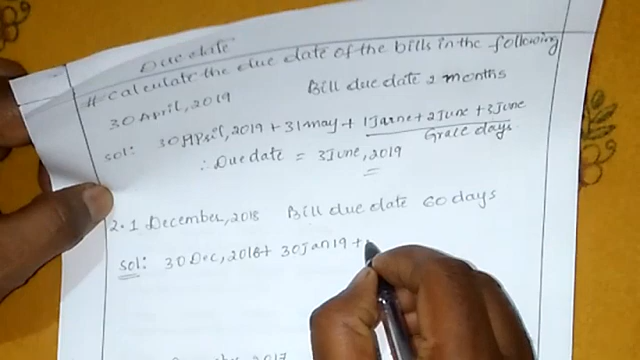 Due date
# Calculate the due date of the bills in the following
30 April, 2019 Bill due date 2 months
Sol: 30 April, 2019 + 31 may + 1 June + 2 June + 3 June
Grace days
∴ Due date = 3 June, 2019
2. 1 December, 2018 Bill due date 60 days
Sol: 30 Dec, 2018 + 30 Jan 19 +
2017